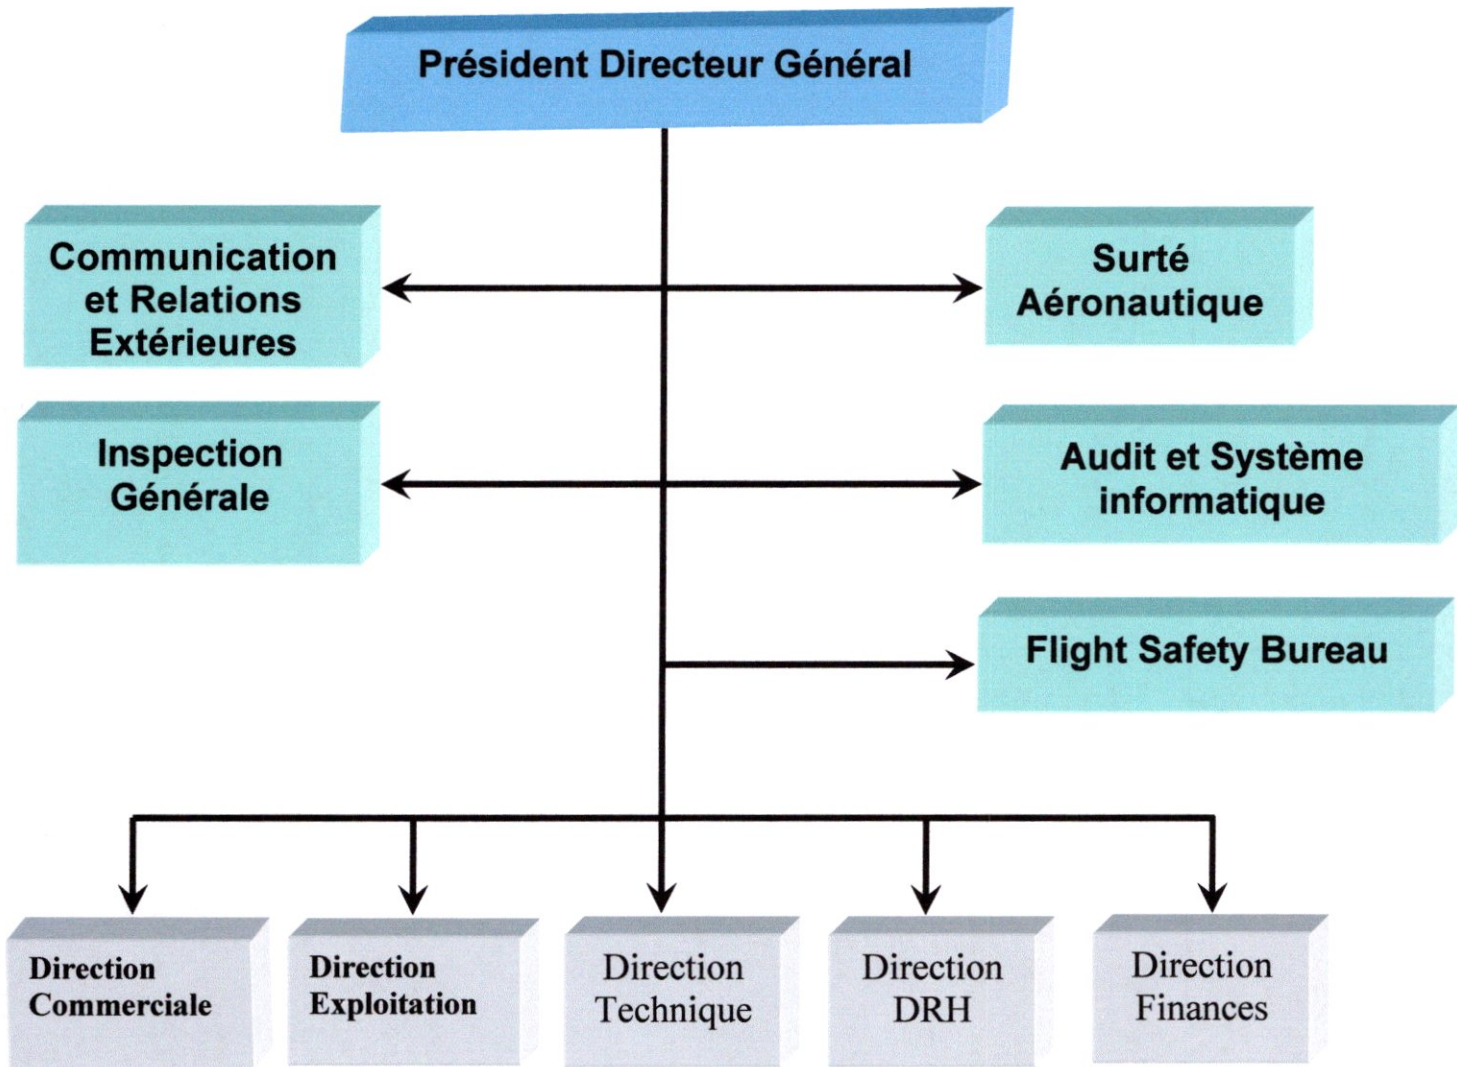 Président Directeur Général
Communication
et Relations
Extérieures
Surté
Aéronautique
Inspection
Générale
Audit et Système
informatique
Flight Safety Bureau
Direction
Commerciale
Direction
Exploitation
Direction
Technique
Direction
DRH
Direction
Finances